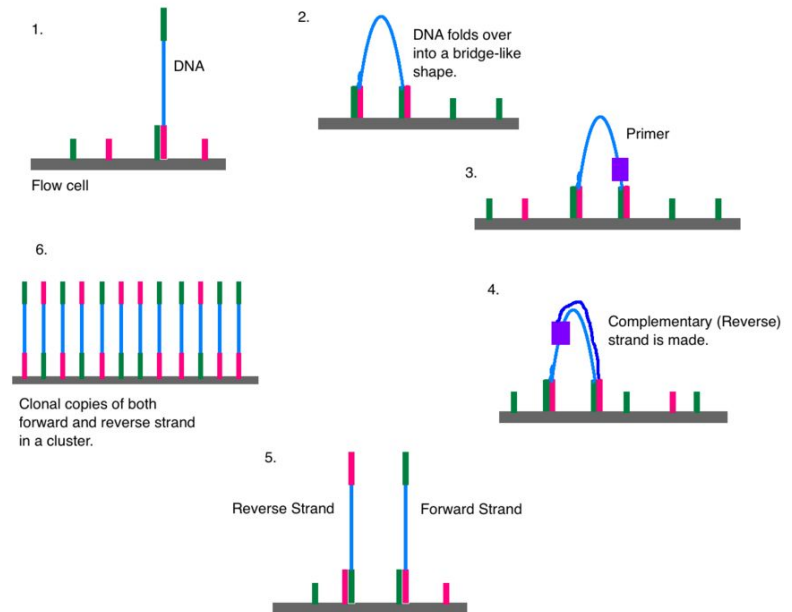 1.
DNA
Flow cell
2.
DNA folds over
into a bridge-like
shape.
3.
Primer
4.
Complementary (Reverse)
strand is made.
5.
Reverse Strand
Forward Strand
6.
Clonal copies of both
forward and reverse strand
in a cluster.